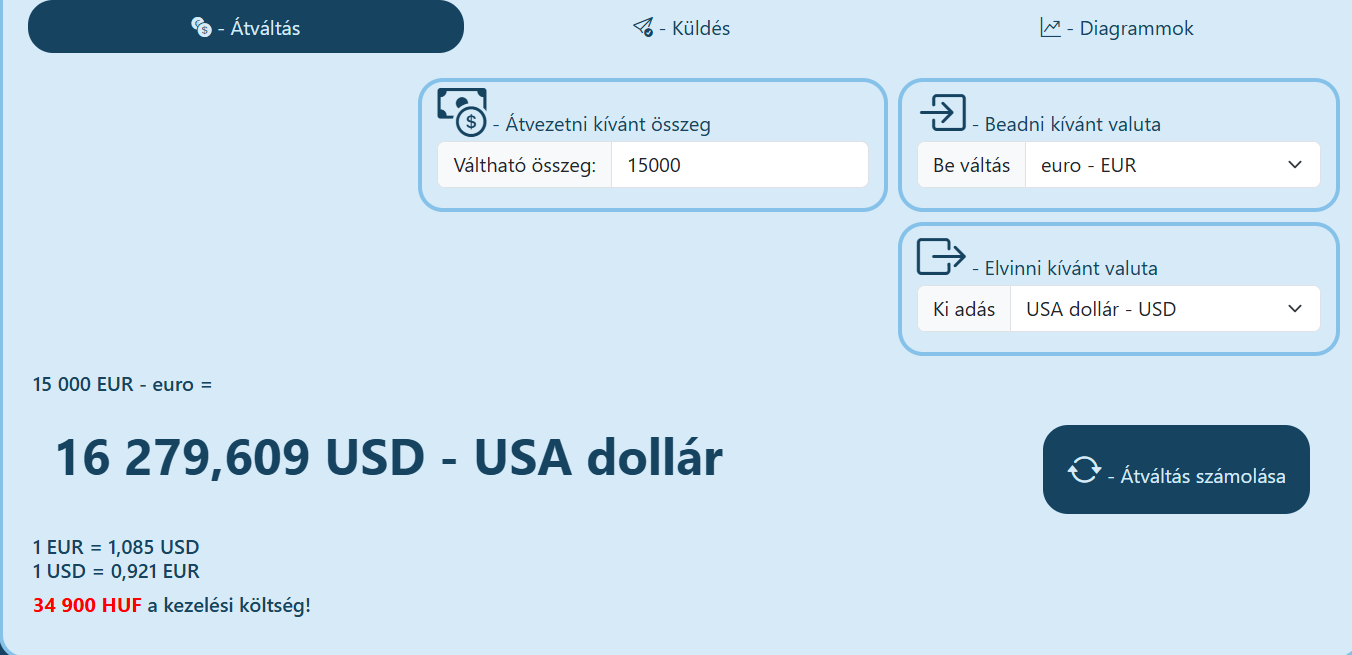 - Átváltás
- Küldés
- Diagrammok
$ - Átvezetni kívánt összeg
Váltható összeg: 15000
- Beadni kívánt valuta
Be váltás euro - EUR
- Elvinni kívánt valuta
Ki adás USA dollár - USD
15 000 EUR - euro =
16 279,609 USD - USA dollár
- Átváltás számolása
1 EUR = 1,085 USD
1 USD = 0,921 EUR
34 900 HUF a kezelési költség!